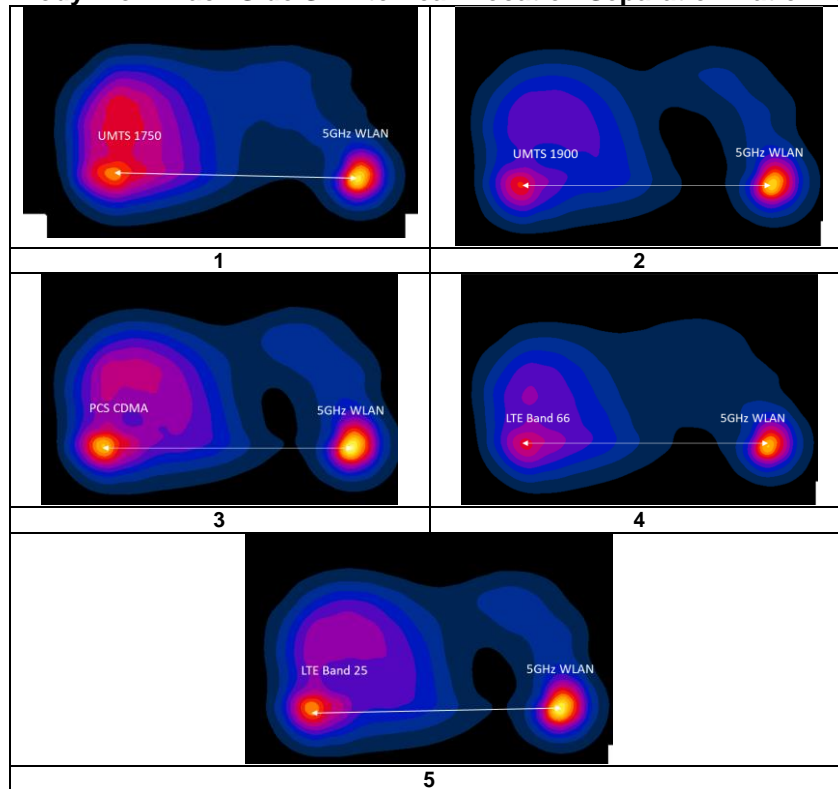 UMTS 1750
5GHz WLAN
UMTS 1900
5GHz WLAN
1
2
PCS CDMA
5GHz WLAN
LTE Band 66
5GHz WLAN
3
4
LTE Band 25
5GHz WLAN
5